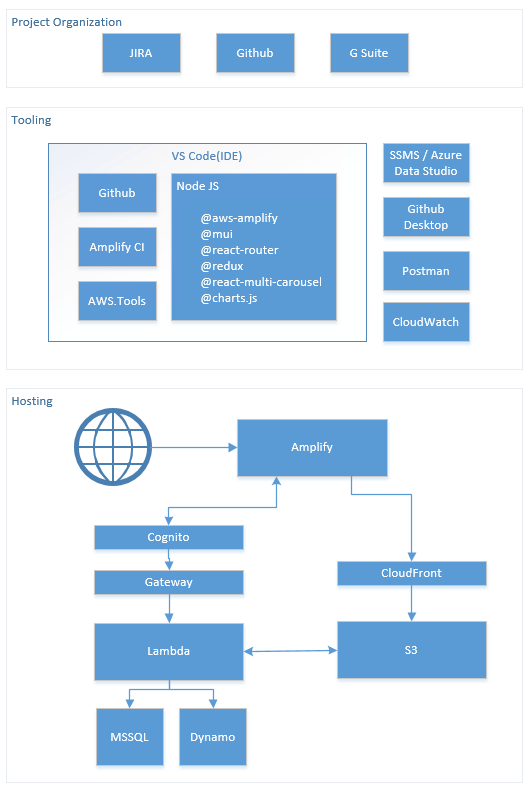 Project Organization
JIRA
Github
G Suite
Tooling
VS Code(IDE)
Github
Amplify CI
AWS.Tools
Node JS
@aws-amplify
@mui
@react-router
@redux
@react-multi-carousel
@charts.js
SSMS / Azure
Data Studio
Github
Desktop
Postman
CloudWatch
Hosting
Amplify
Cognito
Gateway
CloudFront
Lambda
S3
MSSQL
Dynamo